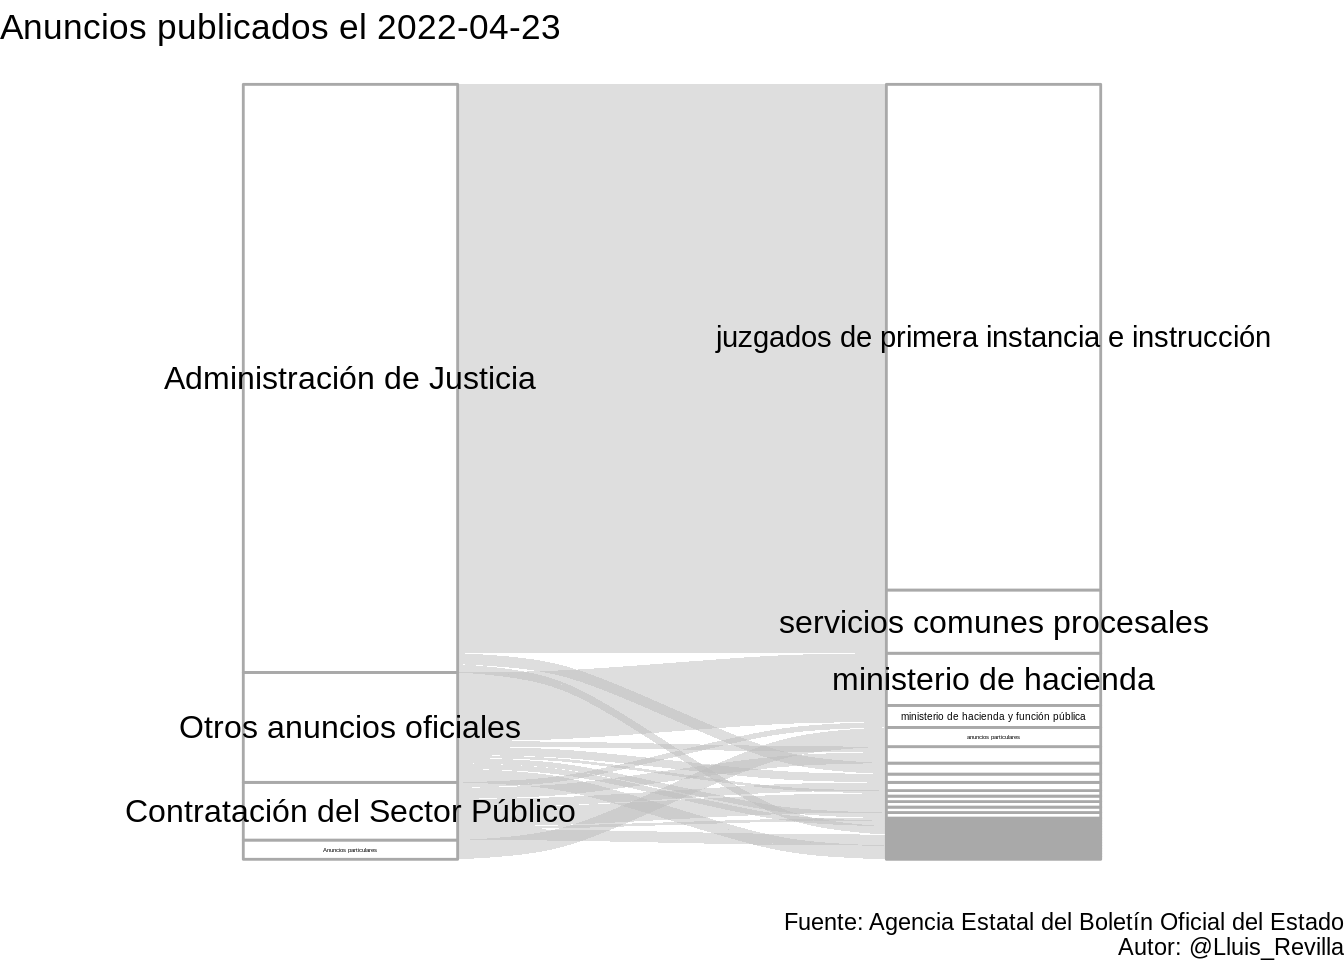 Anuncios publicados el 2022-04-23
juzgados de primera instancia e instrucción
Administración de Justicia
servicios comunes procesales
ministerio de hacienda
ministerio de hacienda y función pública
Otros anuncios oficiales
anuncios particulares
Contratación del Sector Público
Anuncios particulares
Fuente: Agencia Estatal del Boletín Oficial del Estado
Autor: @Lluis_Revilla